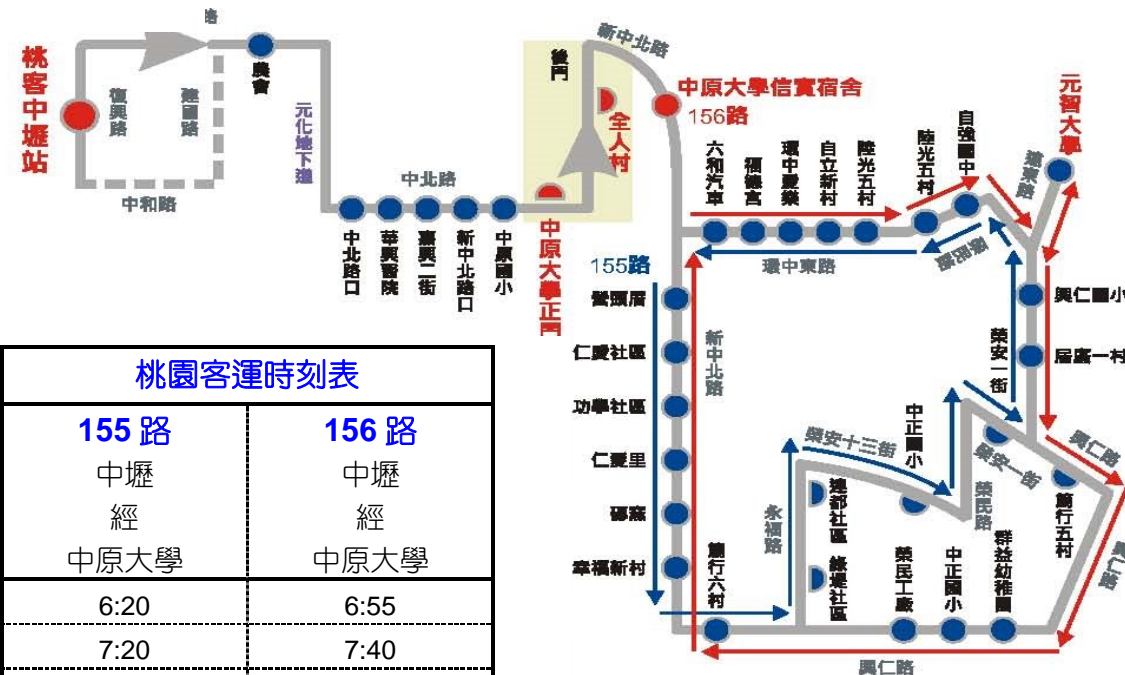 路
桃客中壢站
復興路
建國路
中和路
農會
元化地下道
中北路
中北路口
華興醫院
嘉興二街
新中北路口
中原國小
中原大學正門
後門
全人村
新中北路
中原大學信實宿舍
156路
六和汽車
福德宮
環中愛樂
自立新村
陸光五村
陸光五村
自強國中
元智大學
遠東路
環中東路
興仁國小
居廣一村
155路
營頭厝
仁愛社區
功學社區
仁愛里
磚窯
幸福新村
新中北路
篤行六村
永福路
榮安十三街
中正國小
榮安一街
榮安一街
榮民路
達都社區
綠堤社區
榮民工廠
中正國小
群益幼稚園
篤行五村
興仁路
興仁路
興仁路
桃園客運時刻表
155 路
156 路
中壢
中壢
經
經
中原大學
中原大學
6:20
6:55
7:20
7:40